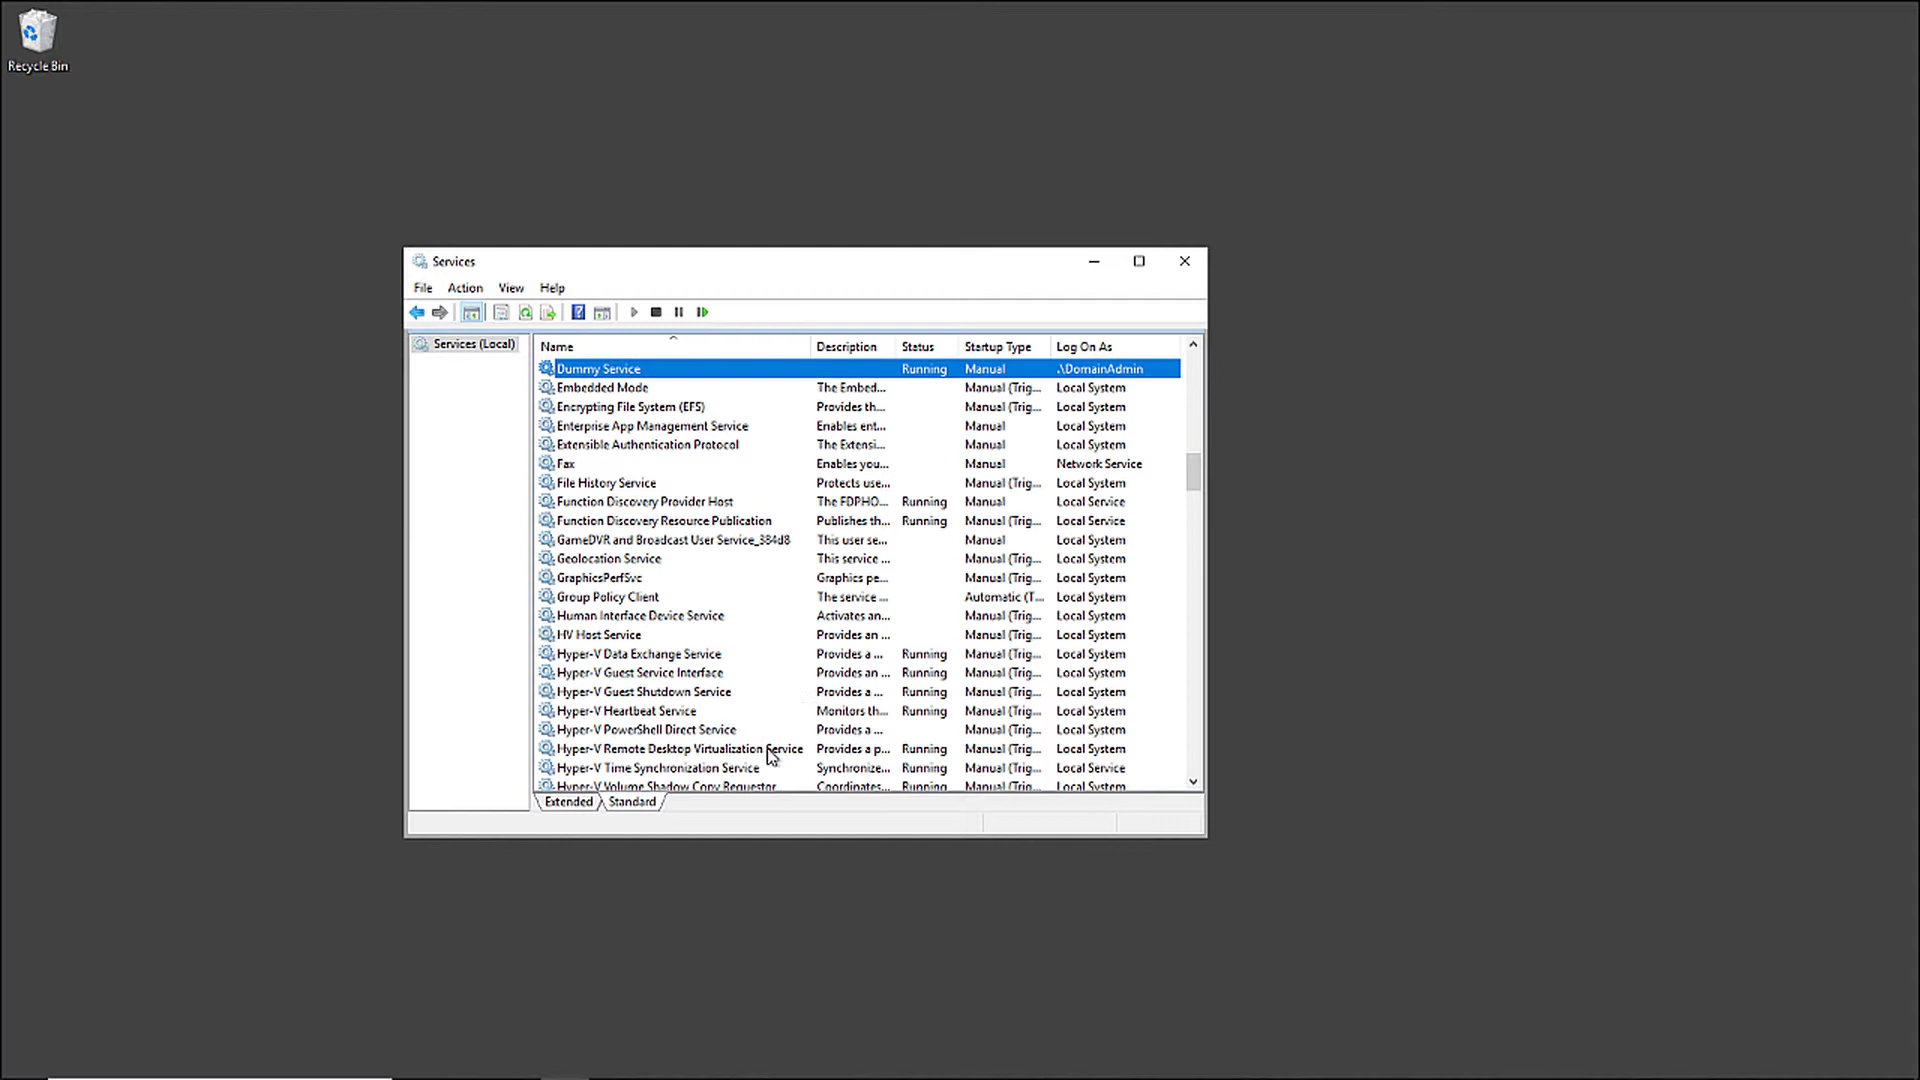 Recycle Bin
Services
File Action View Help
Services (Local)
Name Description Status Startup Type Log On As
Dummy Service Running Manual .\DomainAdmin
Embedded Mode The Embed... Manual (Trig... Local System
Encrypting File System (EFS) Provides th... Manual (Trig... Local System
Enterprise App Management Service Enables ent... Manual Local System
Extensible Authentication Protocol The Extensi... Manual Local System
Fax Enables you... Manual Network Service
File History Service Protects use... Manual (Trig... Local System
Function Discovery Provider Host The FDPHO... Running Manual Local Service
Function Discovery Resource Publication Publishes th... Running Manual (Trig... Local Service
GameDVR and Broadcast User Service_384d8 This user se... Manual Local System
Geolocation Service This service ... Manual (Trig... Local System
GraphicsPerfSvc Graphics pe... Manual (Trig... Local System
Group Policy Client The service ... Automatic (T... Local System
Human Interface Device Service Activates an... Manual (Trig... Local System
HV Host Service Provides an ... Manual (Trig... Local System
Hyper-V Data Exchange Service Provides a ... Running Manual (Trig... Local System
Hyper-V Guest Service Interface Provides an ... Running Manual (Trig... Local System
Hyper-V Guest Shutdown Service Provides a ... Running Manual (Trig... Local System
Hyper-V Heartbeat Service Monitors th... Running Manual (Trig... Local System
Hyper-V PowerShell Direct Service Provides a ... Manual (Trig... Local System
Hyper-V Remote Desktop Virtualization Service Provides a p... Running Manual (Trig... Local System
Hyper-V Time Synchronization Service Synchronize... Running Manual (Trig... Local Service
Hyper-V Volume Shadow Copy Requestor Coordinates... Running Manual (Trig... Local System
Extended Standard